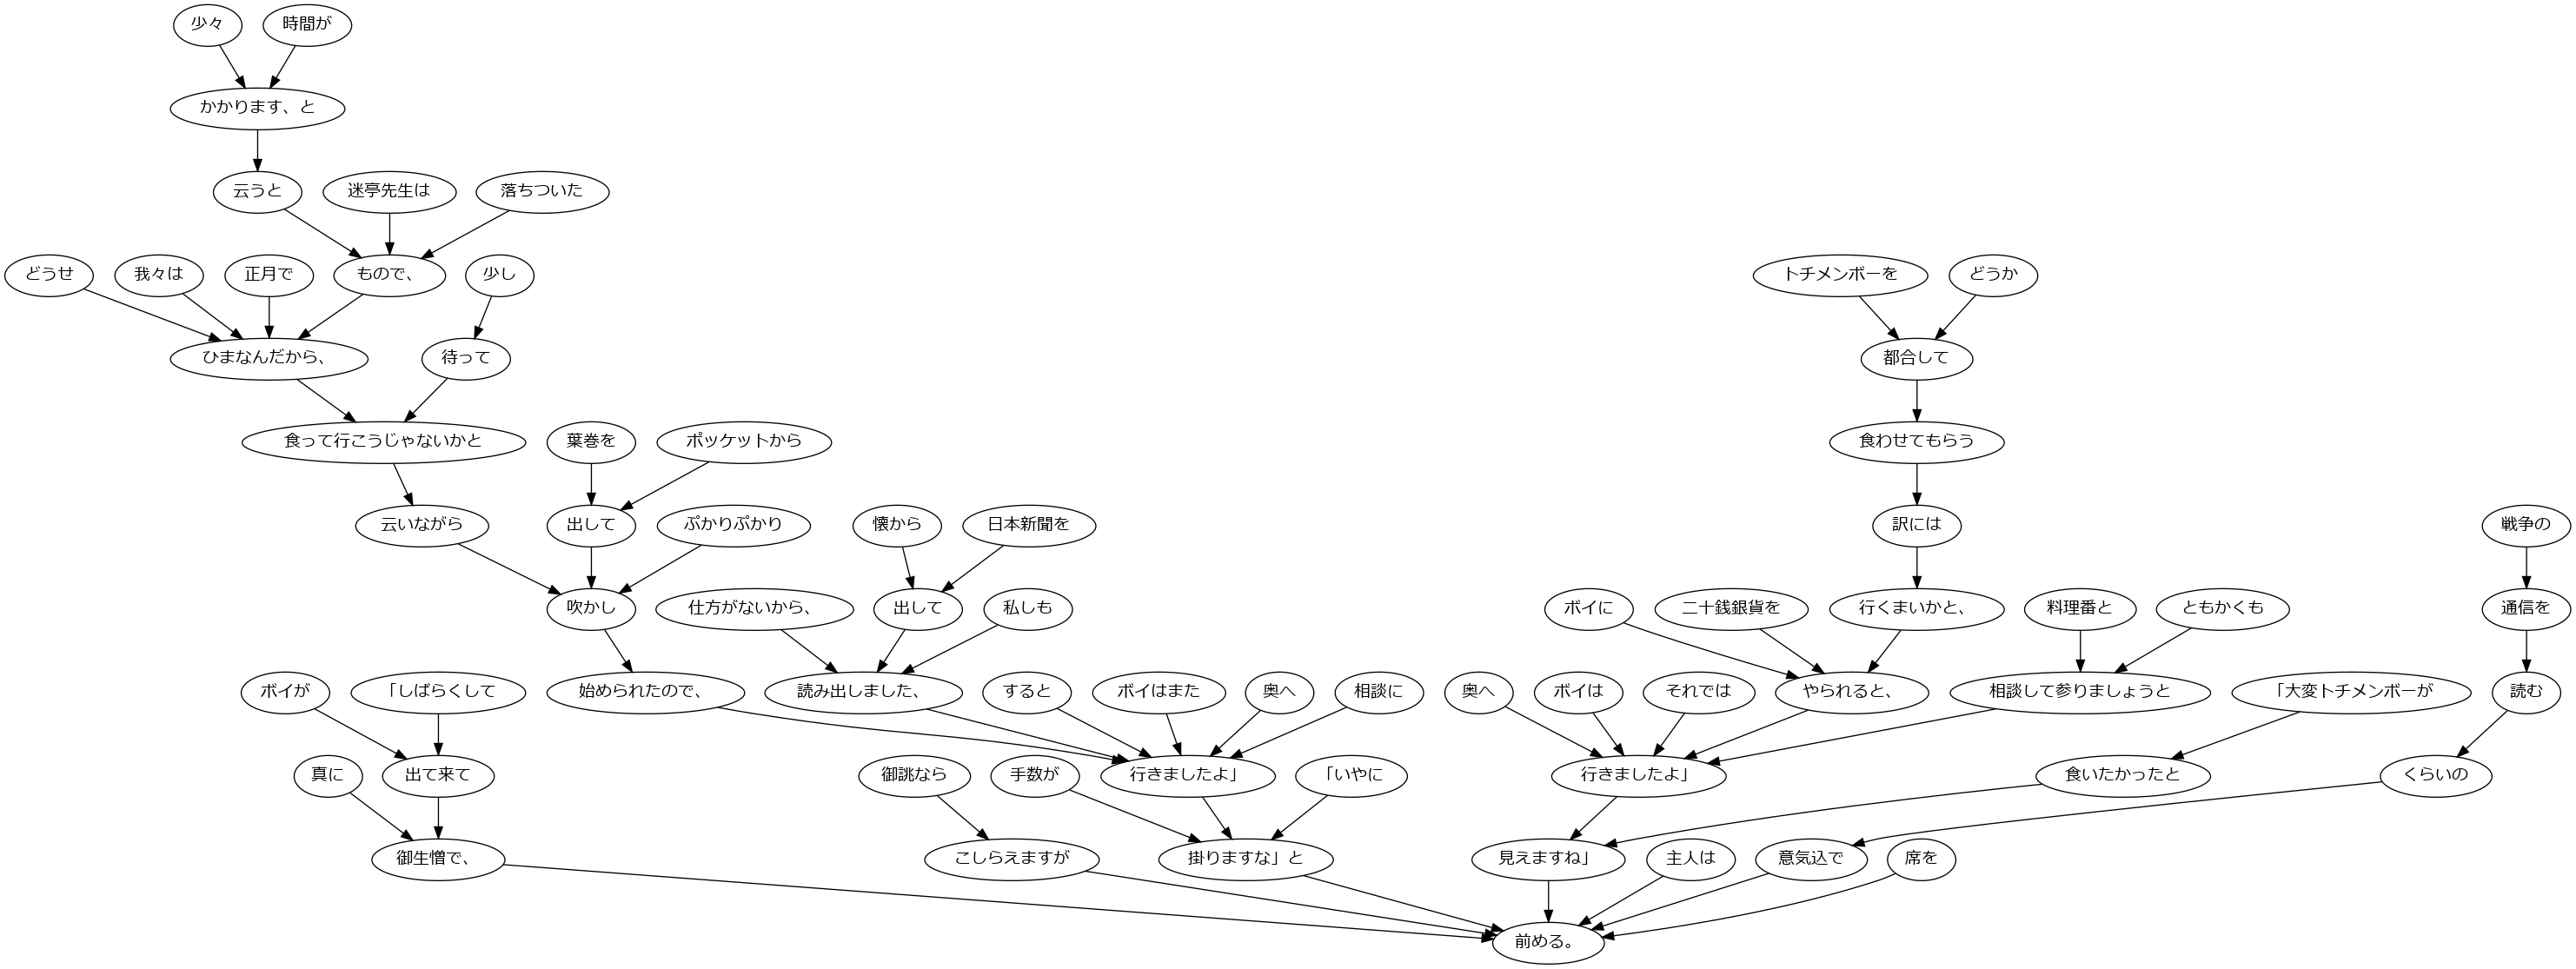 少々
時間が
かかります、と
云うと
迷亭先生は
落ちついた
どうせ
我々は
正月で
もので、
少し
トチメンボーを
どうか
ひまなんだから、
待って
都合して
食って行こうじゃないかと
葉巻を
ポッケットから
食わせてもらう
云いながら
出して
ぷかりぷかり
懐から
日本新聞を
訳には
戦争の
吹かし
仕方がないから、
出して
私しも
ボイに
二十銭銀貨を
行くまいかと、
料理番と
ともかくも
通信を
ボイが
「しばらくして
始められたので、
読み出しました、
すると
ボイはまた
奥へ
相談に
奥へ
ボイは
それでは
やられると、
相談して参りましょうと
「大変トチメンボーが
読む
真に
出て来て
御誂なら
手数が
行きましたよ」
「いやに
行きましたよ」
食いたかったと
くらいの
御生憎で、
こしらえますが
掛りますな」と
見えますね」
主人は
意気込で
席を
前める。